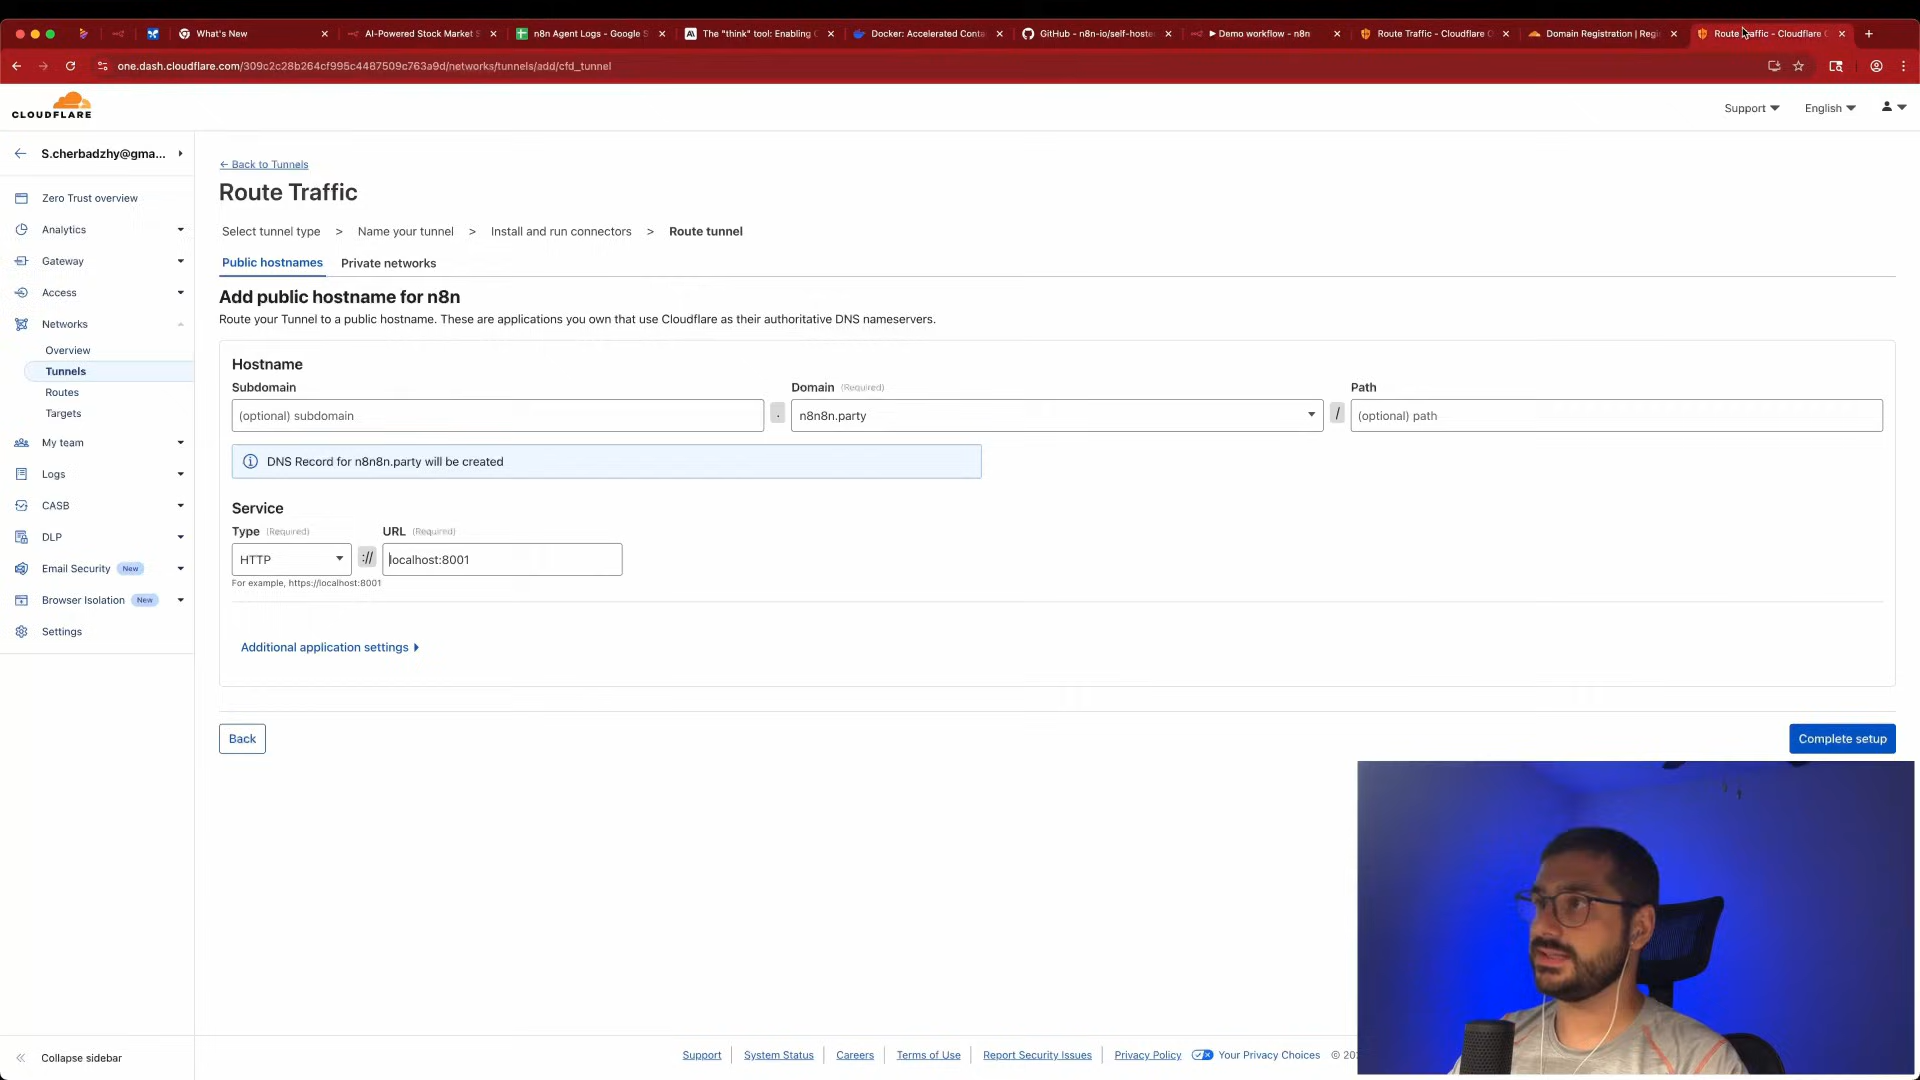 What's New
AI-Powered Stock Market S
n8n Agent Logs - Google S
The "think" tool: Enabling C
Docker: Accelerated Conta
GitHub - n8n-io/self-hoste
Demo workflow - n8n
Route Traffic - Cloudflare O
Domain Registration | Regi
Route Traffic - Cloudflare O
one.dash.cloudflare.com/309c2c28b264cf995c4487509c763a9d/networks/tunnels/add/cfd_tunnel
CLOUDFLARE
Support
English
S.cherbadzhy@gma...
Zero Trust overview
Analytics
Gateway
Access
Networks
Overview
Tunnels
Routes
Targets
My team
Logs
CASB
DLP
Email Security New
Browser Isolation New
Settings
Collapse sidebar
← Back to Tunnels
Route Traffic
Select tunnel type > Name your tunnel > Install and run connectors > Route tunnel
Public hostnames Private networks
Add public hostname for n8n
Route your Tunnel to a public hostname. These are applications you own that use Cloudflare as their authoritative DNS nameservers.
Hostname
Subdomain Domain (Required) Path
(optional) subdomain . n8n8n.party / (optional) path
DNS Record for n8n8n.party will be created
Service
Type (Required) URL (Required)
HTTP :// localhost:8001
For example, https://localhost:8001
Additional application settings
Back
Complete setup
Support System Status Careers Terms of Use Report Security Issues Privacy Policy Your Privacy Choices © 20